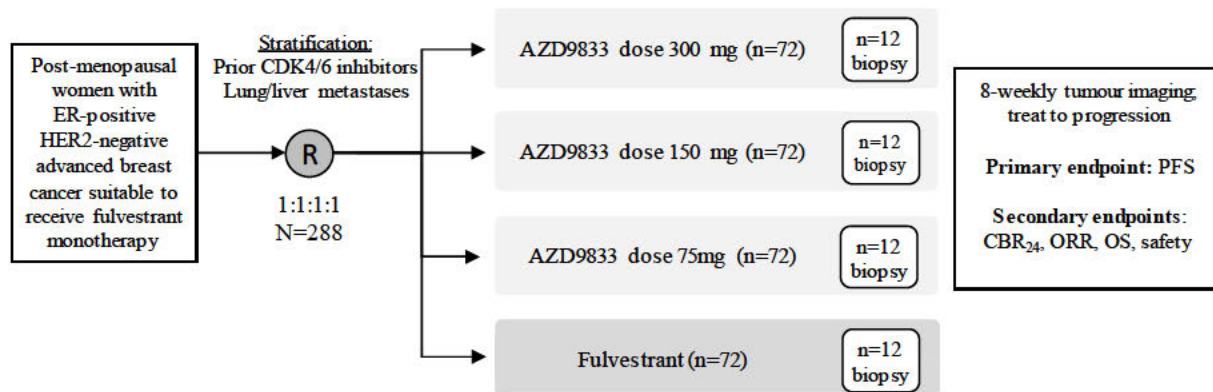 Post-menopausal
women with
ER-positive
HER2-negative
advanced breast
cancer suitable to
receive fulvestrant
monotherapy
Stratification:
Prior CDK4/6 inhibitors
Lung/liver metastases
R
1:1:1:1
N=288
AZD9833 dose 300 mg (n=72)
n=12
biopsy
AZD9833 dose 150 mg (n=72)
n=12
biopsy
AZD9833 dose 75mg (n=72)
n=12
biopsy
Fulvestrant (n=72)
n=12
biopsy
8-weekly tumour imaging;
treat to progression
Primary endpoint: PFS
Secondary endpoints:
CBR24, ORR, OS, safety